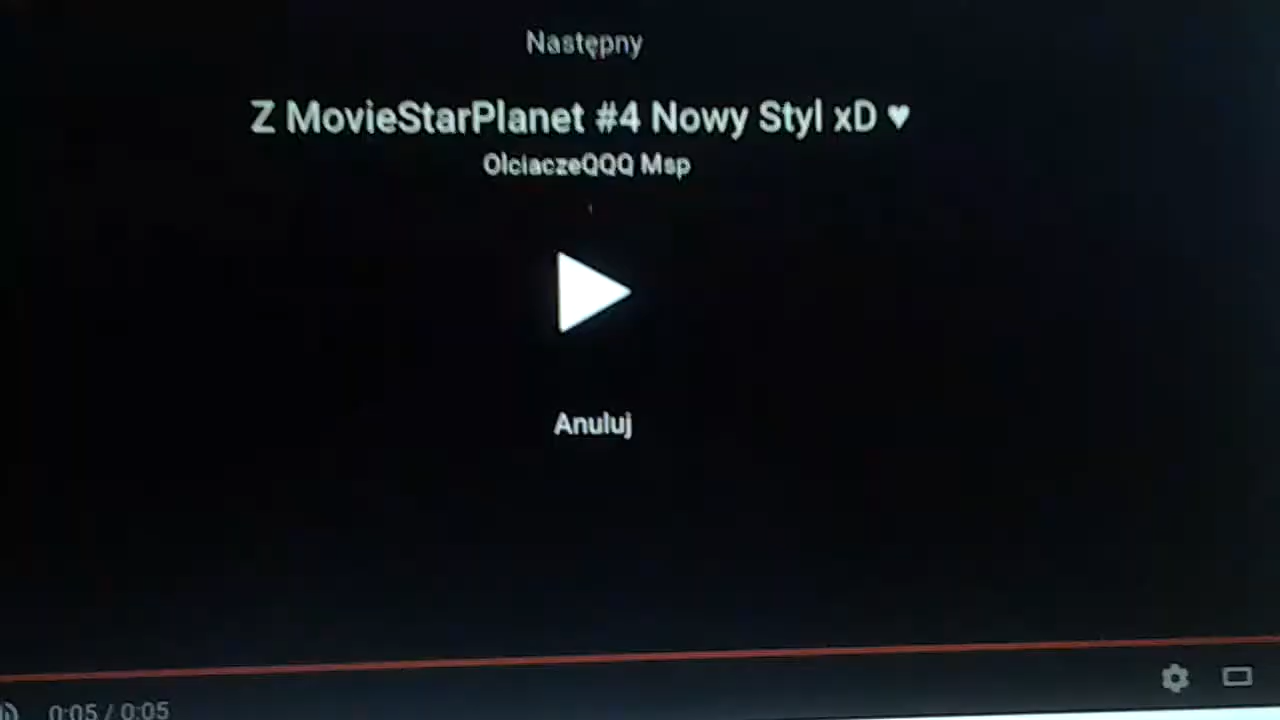 Następny
Z MovieStarPlanet #4 Nowy Styl xD ♥
OlciaczeQQQ Msp
Anuluj
0:05 / 0:05